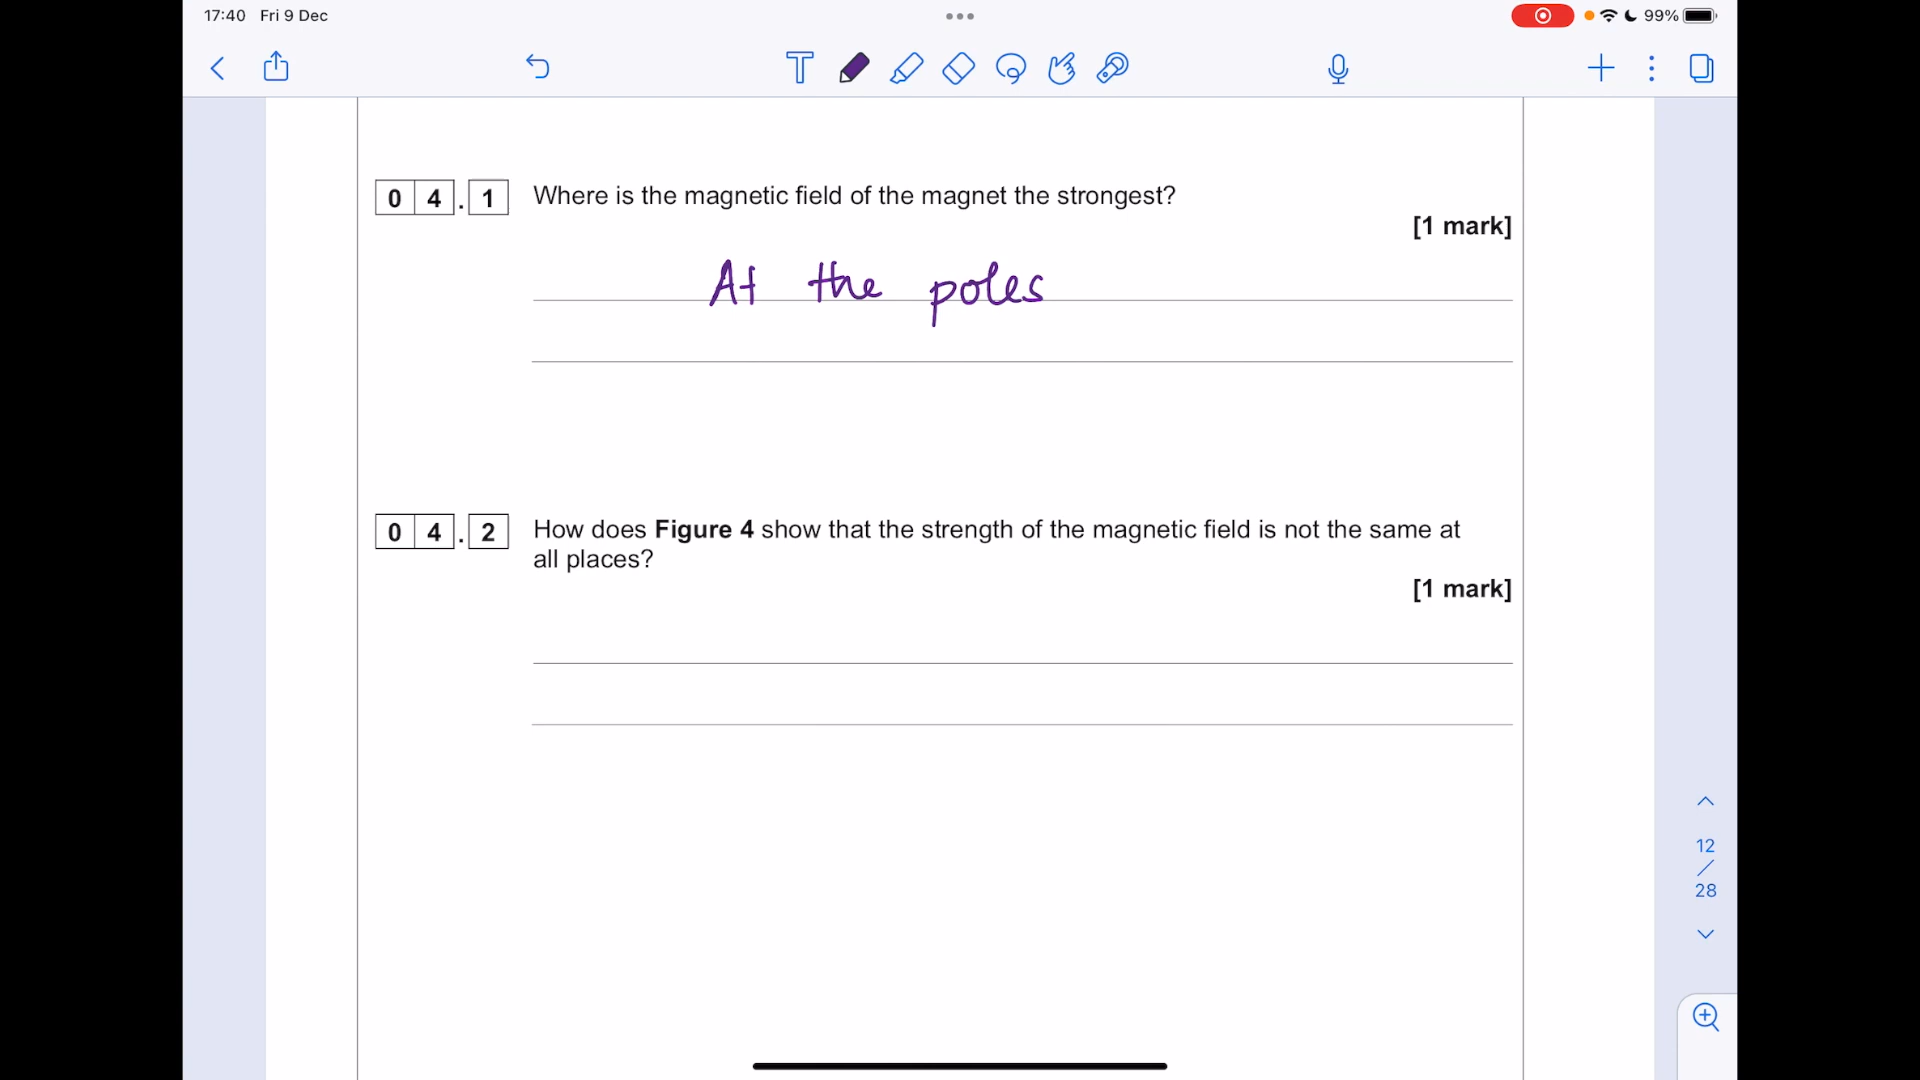 17:40 Fri 9 Dec
99%
0 4 . 1 Where is the magnetic field of the magnet the strongest?
[1 mark]
At the poles
0 4 . 2 How does Figure 4 show that the strength of the magnetic field is not the same at
all places?
[1 mark]
12
/
28